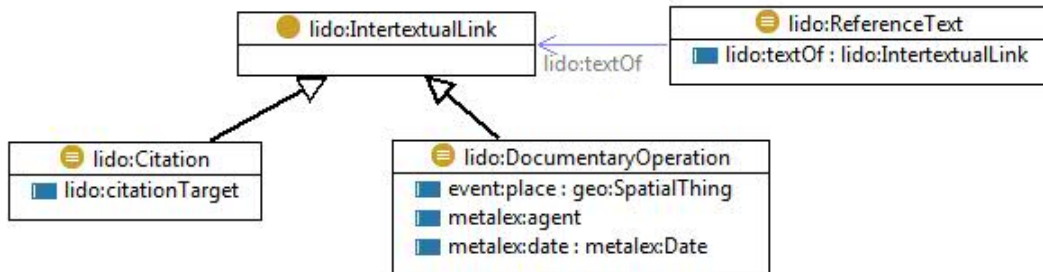 lido:IntertextualLink
lido:ReferenceText
lido:textOf : lido:IntertextualLink
lido:textOf
lido:Citation
lido:citationTarget
lido:DocumentaryOperation
event:place : geo:SpatialThing
metalex:agent
metalex:date : metalex:Date